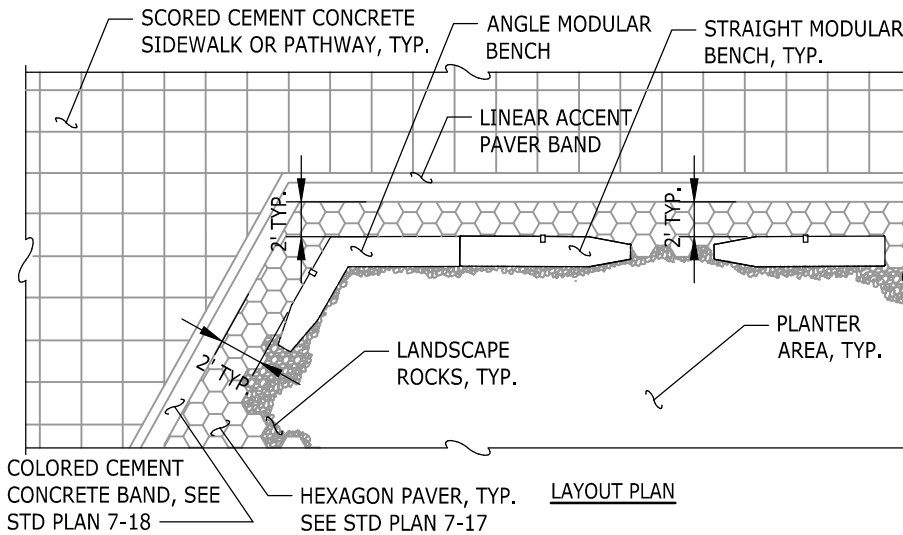 SCORED CEMENT CONCRETE
SIDEWALK OR PATHWAY, TYP.
ANGLE MODULAR
BENCH
STRAIGHT MODULAR
BENCH, TYP.
LINEAR ACCENT
PAVER BAND
2' TYP.
2' TYP.
2' TYP.
LANDSCAPE
ROCKS, TYP.
PLANTER
AREA, TYP.
COLORED CEMENT
CONCRETE BAND, SEE
STD PLAN 7-18
HEXAGON PAVER, TYP.
SEE STD PLAN 7-17
LAYOUT PLAN